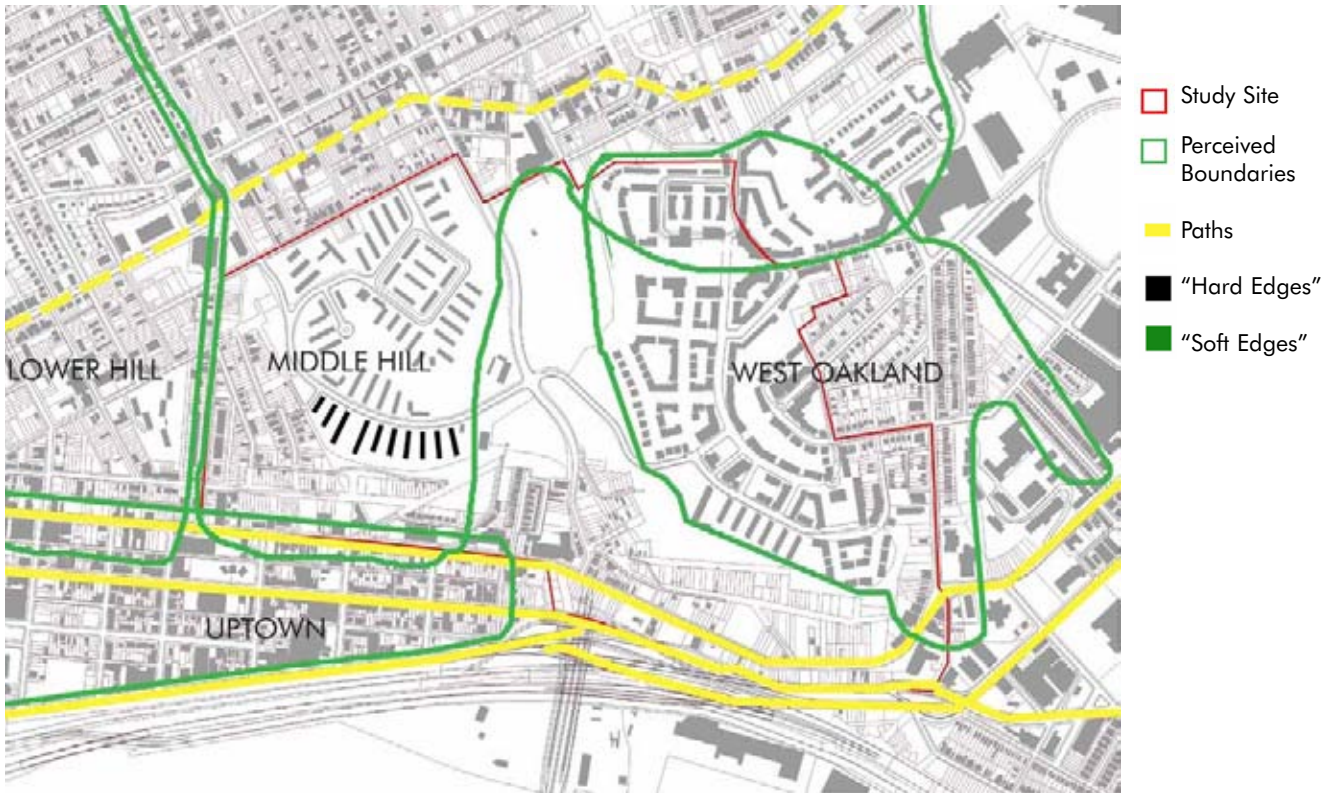 LOWER HILL
MIDDLE HILL
WEST OAKLAND
UPTOWN
Study Site
Perceived
Boundaries
Paths
“Hard Edges”
“Soft Edges”